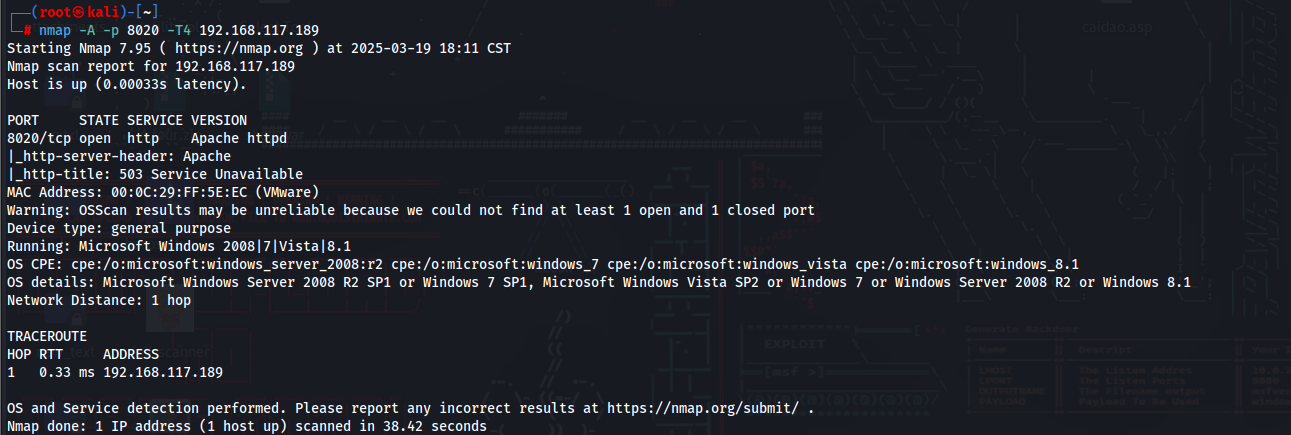 ┌──(root㉿kali)-[~]
└─# nmap -A -p 8020 -T4 192.168.117.189
Starting Nmap 7.95 ( https://nmap.org ) at 2025-03-19 18:11 CST
Nmap scan report for 192.168.117.189
Host is up (0.00033s latency).

PORT     STATE SERVICE VERSION
8020/tcp open  http    Apache httpd
|_http-server-header: Apache
|_http-title: 503 Service Unavailable
MAC Address: 00:0C:29:FF:5E:EC (VMware)
Warning: OSScan results may be unreliable because we could not find at least 1 open and 1 closed port
Device type: general purpose
Running: Microsoft Windows 2008|7|Vista|8.1
OS CPE: cpe:/o:microsoft:windows_server_2008:r2 cpe:/o:microsoft:windows_7 cpe:/o:microsoft:windows_vista cpe:/o:microsoft:windows_8.1
OS details: Microsoft Windows Server 2008 R2 SP1 or Windows 7 SP1, Microsoft Windows Vista SP2 or Windows 7 or Windows Server 2008 R2 or Windows 8.1
Network Distance: 1 hop

TRACEROUTE
HOP RTT     ADDRESS
1   0.33 ms 192.168.117.189

OS and Service detection performed. Please report any incorrect results at https://nmap.org/submit/ .
Nmap done: 1 IP address (1 host up) scanned in 38.42 seconds
caidao.asp
EXPLOIT
[msf >]